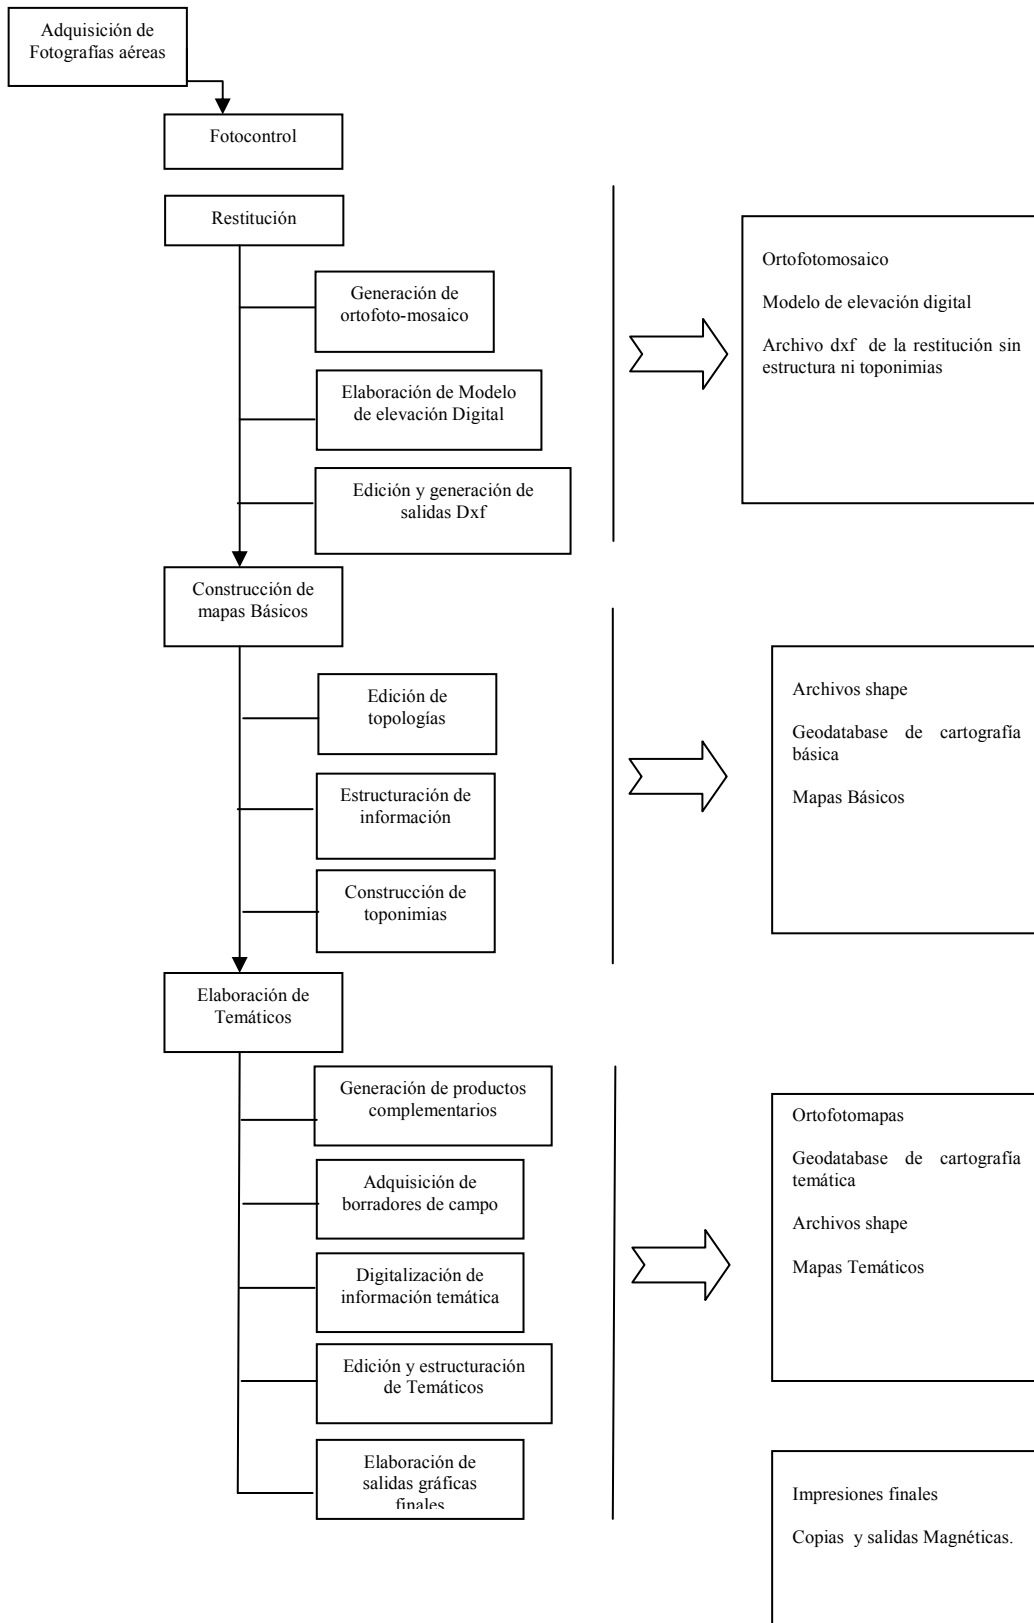 Adquisición de
Fotografías aéreas
Fotocontrol
Restitución
Generación de
ortofoto-mosaico
Elaboración de Modelo
de elevación Digital
Edición y generación de
salidas Dxf
Ortofotomosaico
Modelo de elevación digital
Archivo dxf de la restitución sin
estructura ni toponimias
Construcción de
mapas Básicos
Edición de
topologías
Estructuración de
información
Construcción de
toponimias
Archivos shape
Geodatabase de cartografía
básica
Mapas Básicos
Elaboración de
Temáticos
Generación de productos
complementarios
Adquisición de
borradores de campo
Digitalización de
información temática
Edición y estructuración
de Temáticos
Elaboración de
salidas gráficas
finales
Ortofotomapas
Geodatabase de cartografía
temática
Archivos shape
Mapas Temáticos
Impresiones finales
Copias y salidas Magnéticas.